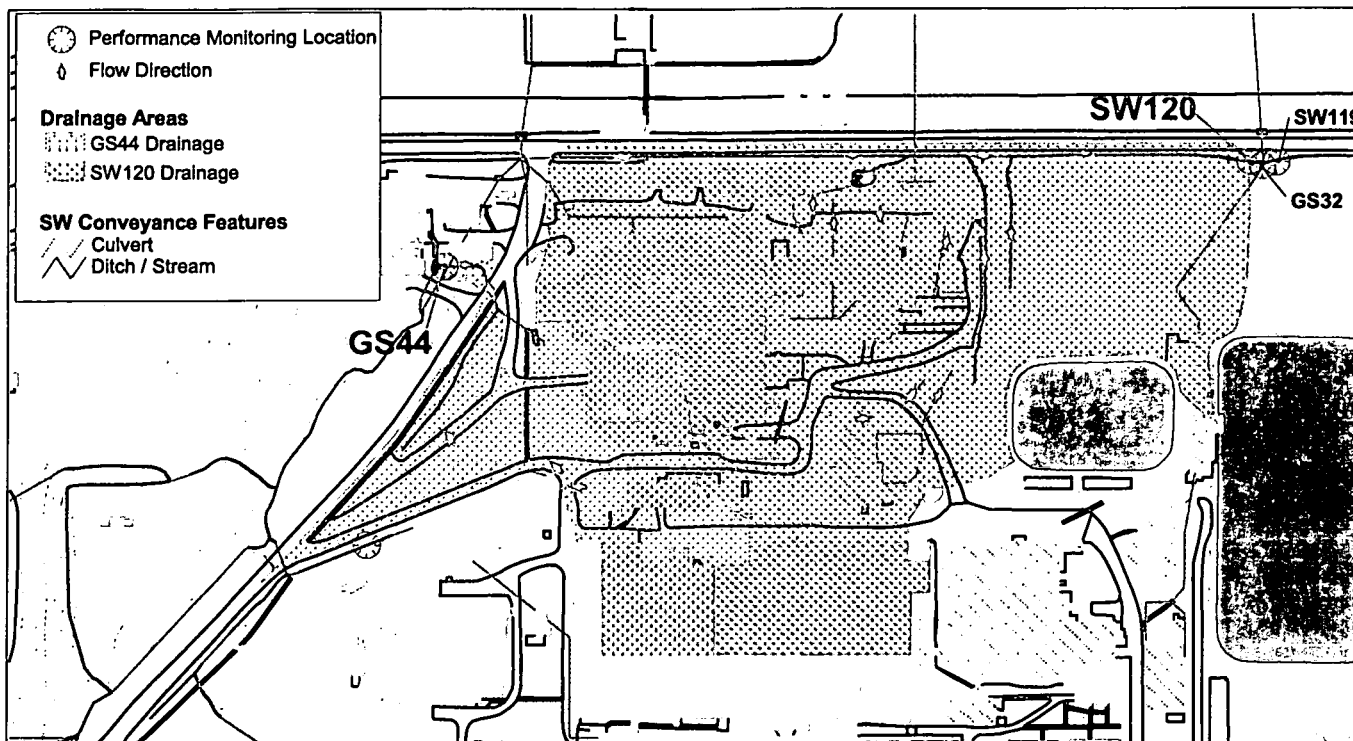 Performance Monitoring Location
Flow Direction
Drainage Areas
GS44 Drainage
SW120 Drainage
SW Conveyance Features
Culvert
Ditch / Stream
SW120
SW119
GS32
GS44